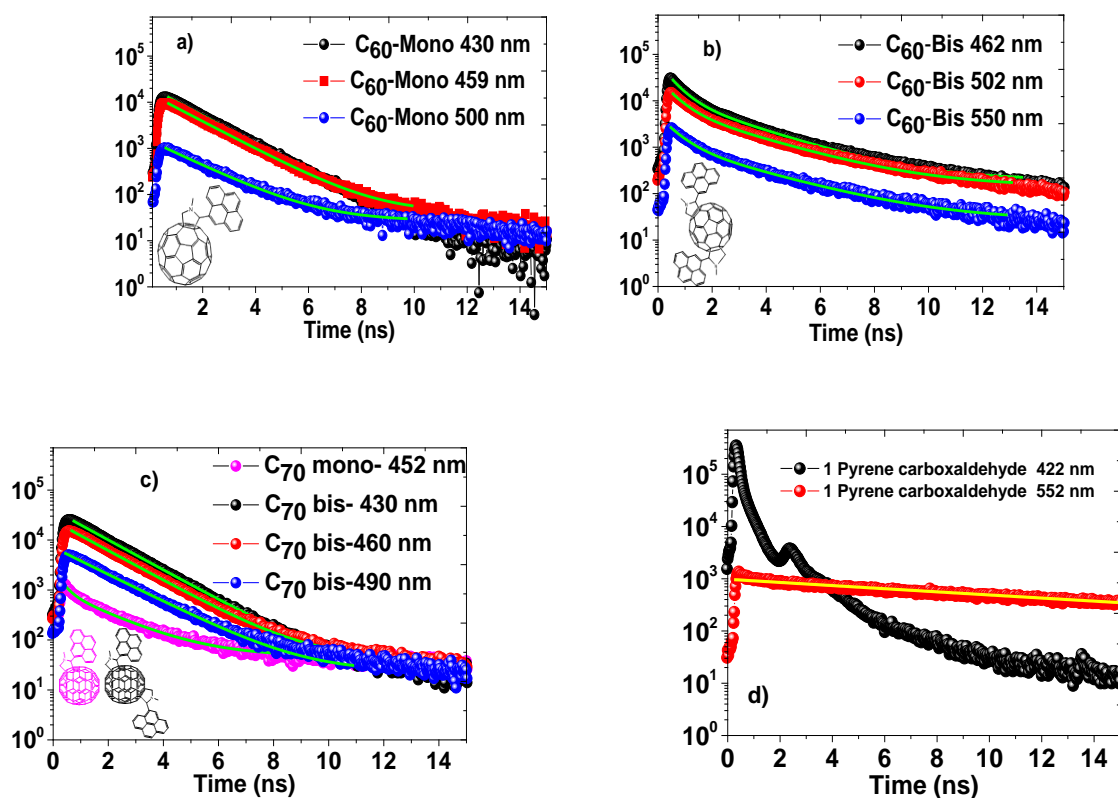 a)
C60-Mono 430 nm
C60-Mono 459 nm
C60-Mono 500 nm
10^5
10^4
10^3
10^2
10^1
10^0
2 4 6 8 10 12 14
Time (ns)
b)
C60-Bis 462 nm
C60-Bis 502 nm
C60-Bis 550 nm
10^5
10^4
10^3
10^2
10^1
10^0
0 2 4 6 8 10 12 14
Time (ns)
c)
C70 mono- 452 nm
C70 bis- 430 nm
C70 bis-460 nm
C70 bis-490 nm
10^5
10^4
10^3
10^2
10^1
10^0
0 2 4 6 8 10 12 14
Time (ns)
1 Pyrene carboxaldehyde 422 nm
1 Pyrene carboxaldehyde 552 nm
10^5
10^4
10^3
10^2
10^1
10^0
d)
0 2 4 6 8 10 12 14
Time (ns)